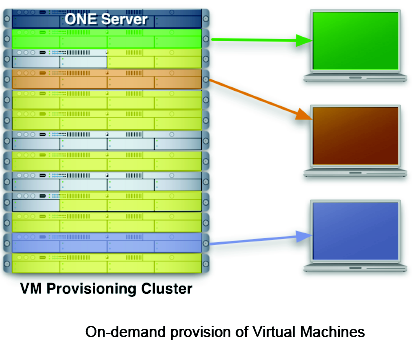 ONE Server
VM Provisioning Cluster
On-demand provision of Virtual Machines